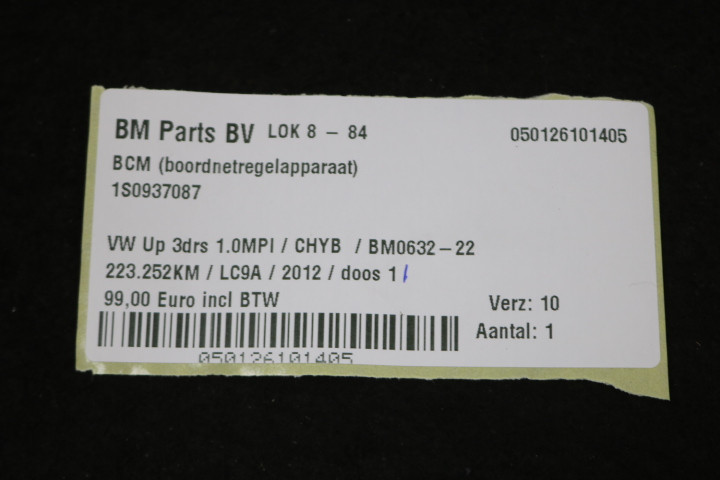 BM Parts BV LOK 8 - 84 050126101405
BCM (boordnetregelapparaat)
1S0937087
VW Up 3drs 1.0MPI / CHYB / BM0632-22
223.252KM / LC9A / 2012 / doos 1
99,00 Euro incl BTW
Verz: 10
Aantal: 1
050126101405